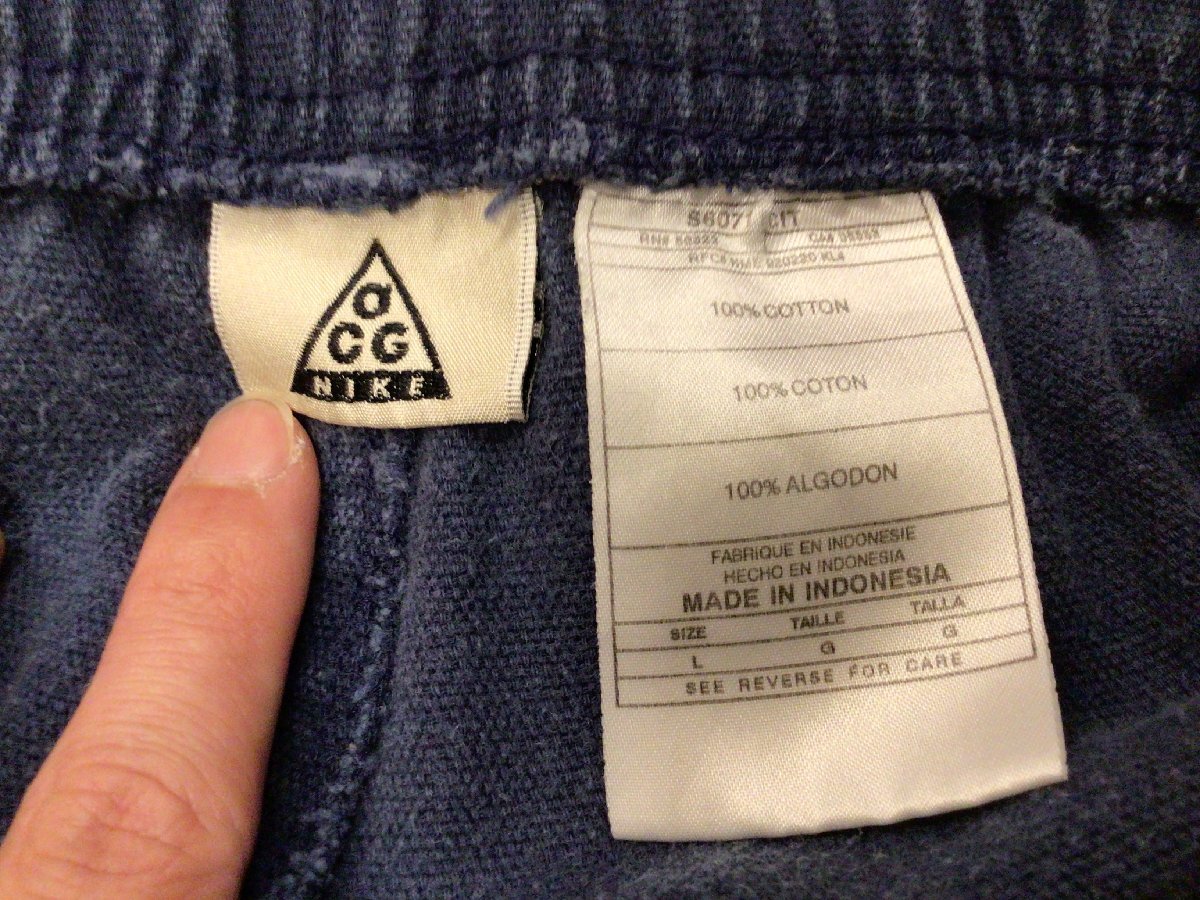 a
CG
NIKE
100% COTTON
100% COTON
100% ALGODON
FABRIQUE EN INDONESIE
HECHO EN INDONESIA
MADE IN INDONESIA
SIZE TAILLE TALLA
L G G
SEE REVERSE FOR CARE